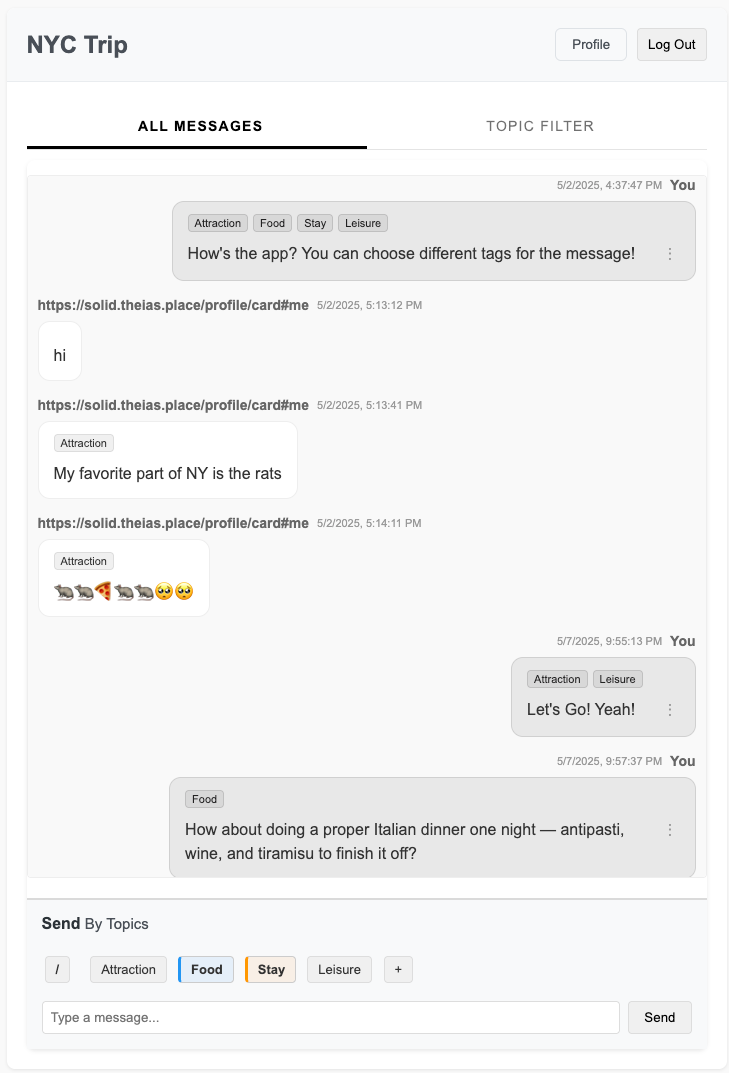 NYC Trip
Profile
Log Out
ALL MESSAGES
TOPIC FILTER
5/2/2025, 4:37:47 PM You
Attraction Food Stay Leisure
How's the app? You can choose different tags for the message! ⋮
https://solid.theias.place/profile/card#me 5/2/2025, 5:13:12 PM
hi
https://solid.theias.place/profile/card#me 5/2/2025, 5:13:41 PM
Attraction
My favorite part of NY is the rats
https://solid.theias.place/profile/card#me 5/2/2025, 5:14:11 PM
Attraction
🐀🐀🍕🐀🐀🥺🥺
5/7/2025, 9:55:13 PM You
Attraction Leisure
Let's Go! Yeah! ⋮
5/7/2025, 9:57:37 PM You
Food
How about doing a proper Italian dinner one night — antipasti, ⋮
wine, and tiramisu to finish it off?
Send By Topics
/ Attraction Food Stay Leisure +
Type a message...
Send